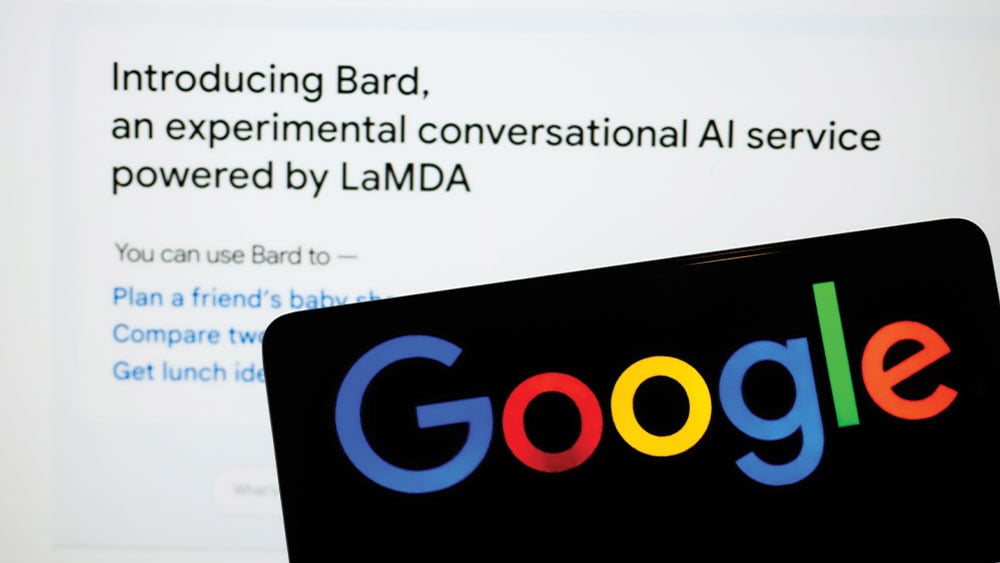 Introducing Bard,
an experimental conversational AI service
powered by LaMDA
You can use Bard to —
Plan a friend's baby
Compare
Get lunch
Google